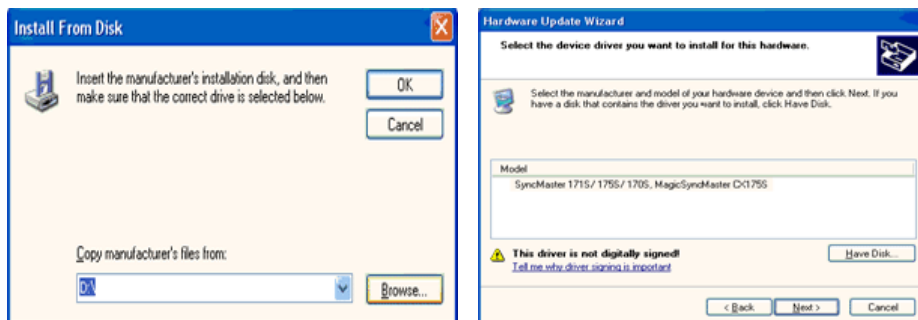 Install From Disk
Insert the manufacturer's installation disk, and then
make sure that the correct drive is selected below.
OK
Cancel
Copy manufacturer's files from:
D:\
Browse...
Hardware Update Wizard
Select the device driver you want to install for this hardware.
Select the manufacturer and model of your hardware device and then click Next. If you
have a disk that contains the driver you want to install, click Have Disk.
Model
SyncMaster 171S/ 175S/ 170S, MagicSyncMaster CX175S
This driver is not digitally signed!
Tell me why driver signing is important
Have Disk...
< Back
Next >
Cancel